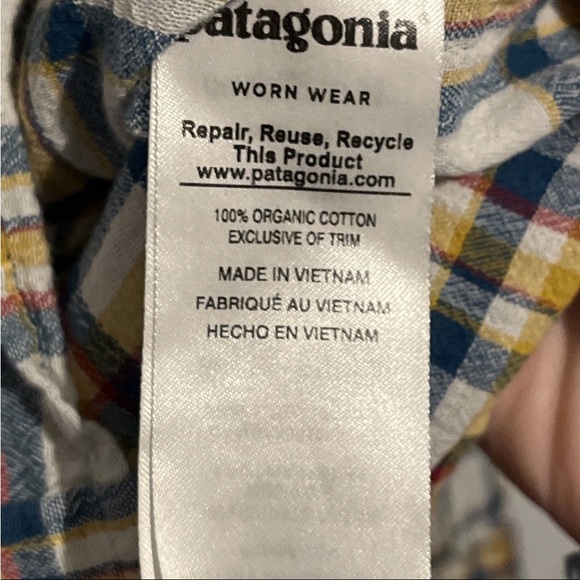 patagonia
WORN WEAR
Repair, Reuse, Recycle
This Product
www.patagonia.com
100% ORGANIC COTTON
EXCLUSIVE OF TRIM
MADE IN VIETNAM
FABRIQUÉ AU VIETNAM
HECHO EN VIETNAM